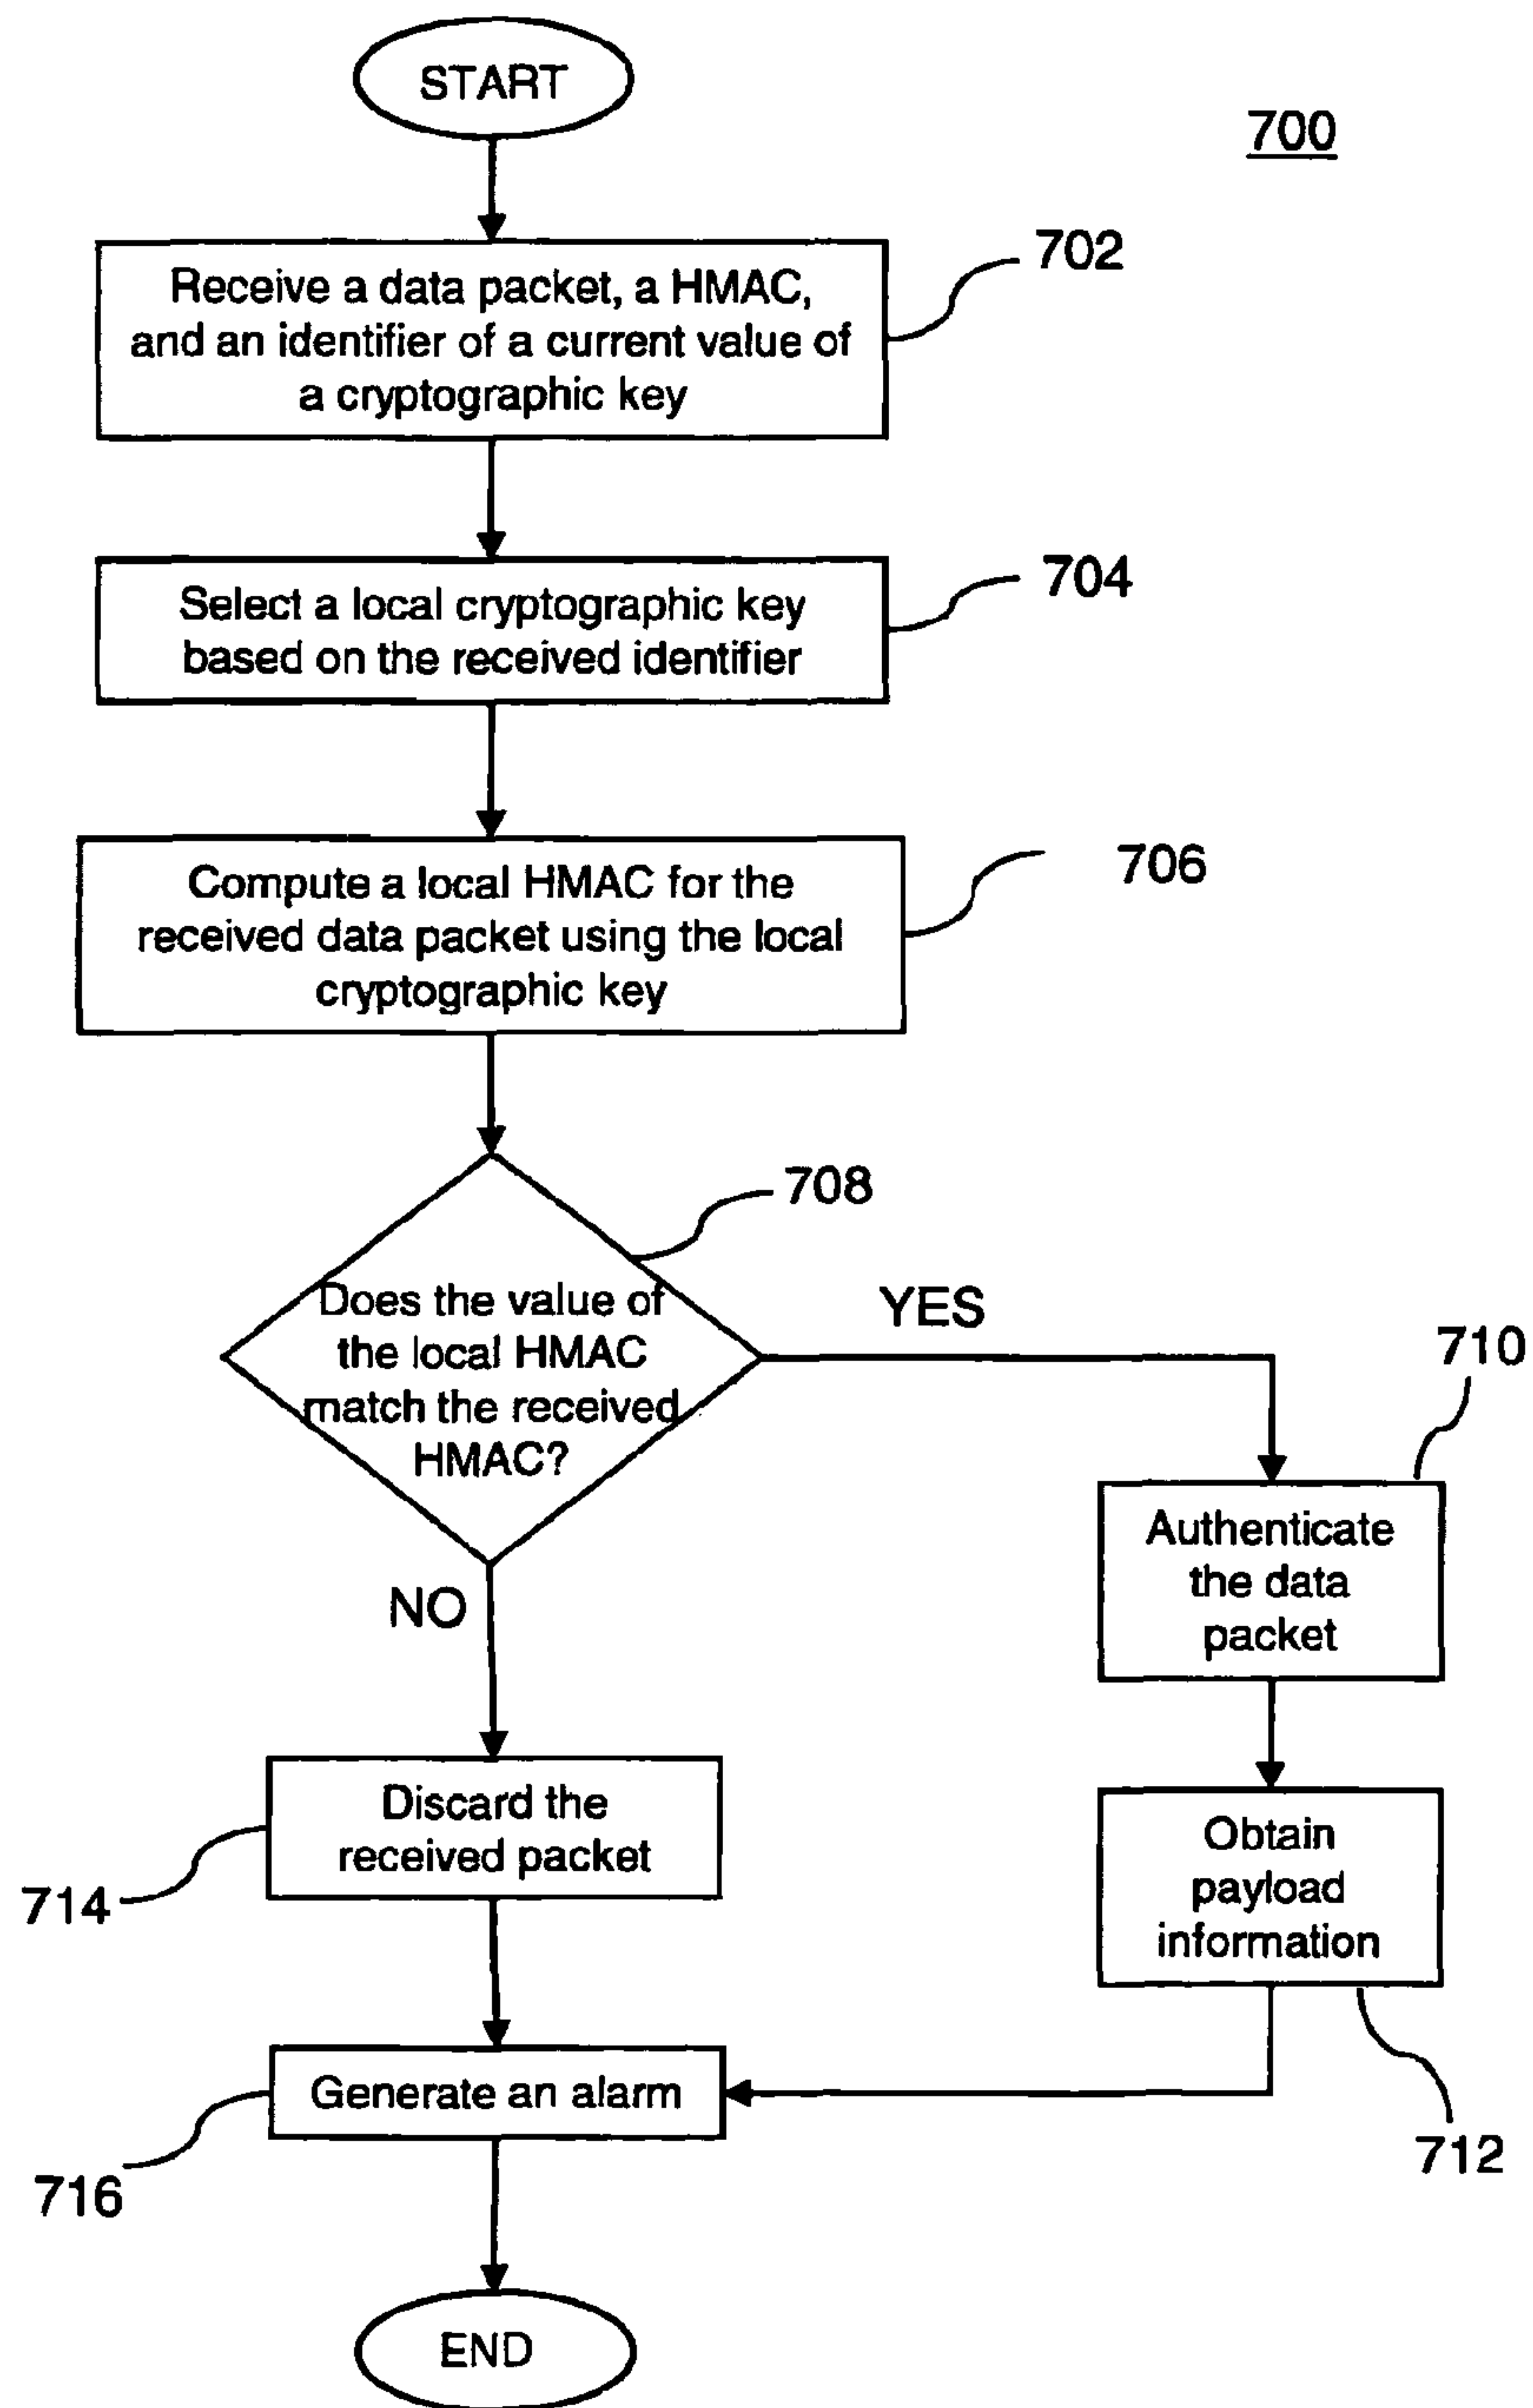 START
700
Receive a data packet, a HMAC,
and an identifier of a current value of
a cryptographic key
702
Select a local cryptographic key
based on the received identifier
704
Compute a local HMAC for the
received data packet using the local
cryptographic key
706
708
Does the value of
the local HMAC
match the received
HMAC?
YES
710
Authenticate
the data
packet
NO
Discard the
received packet
714
Obtain
payload
information
712
Generate an alarm
716
END